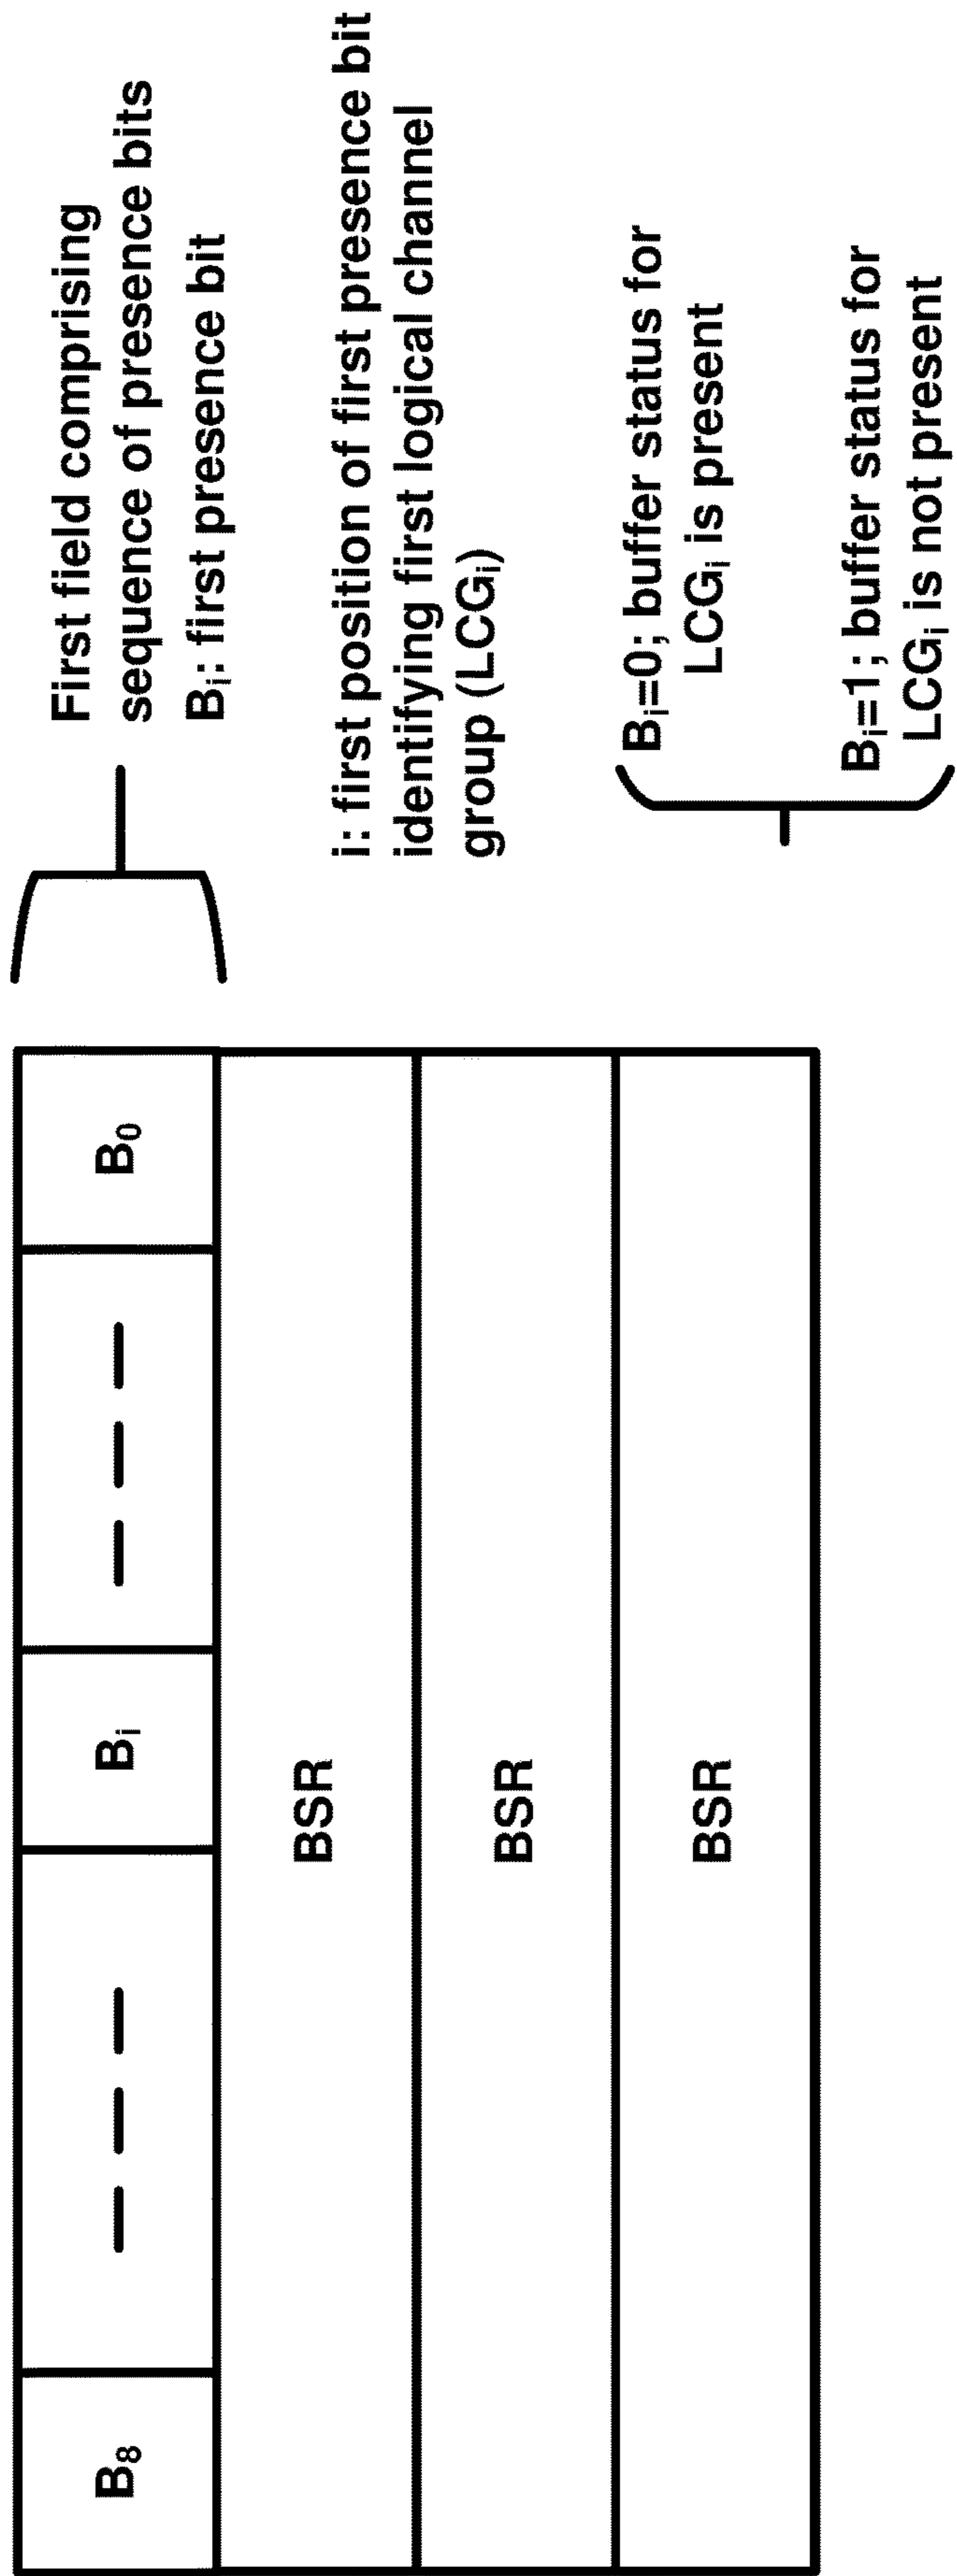 B₈
— — —
Bᵢ
— — —
B₀
BSR
BSR
BSR
First field comprising
sequence of presence bits
Bᵢ: first presence bit
i: first position of first presence bit
identifying first logical channel
group (LCGᵢ)
Bᵢ=0; buffer status for
LCGᵢ is present
Bᵢ=1; buffer status for
LCGᵢ is not present